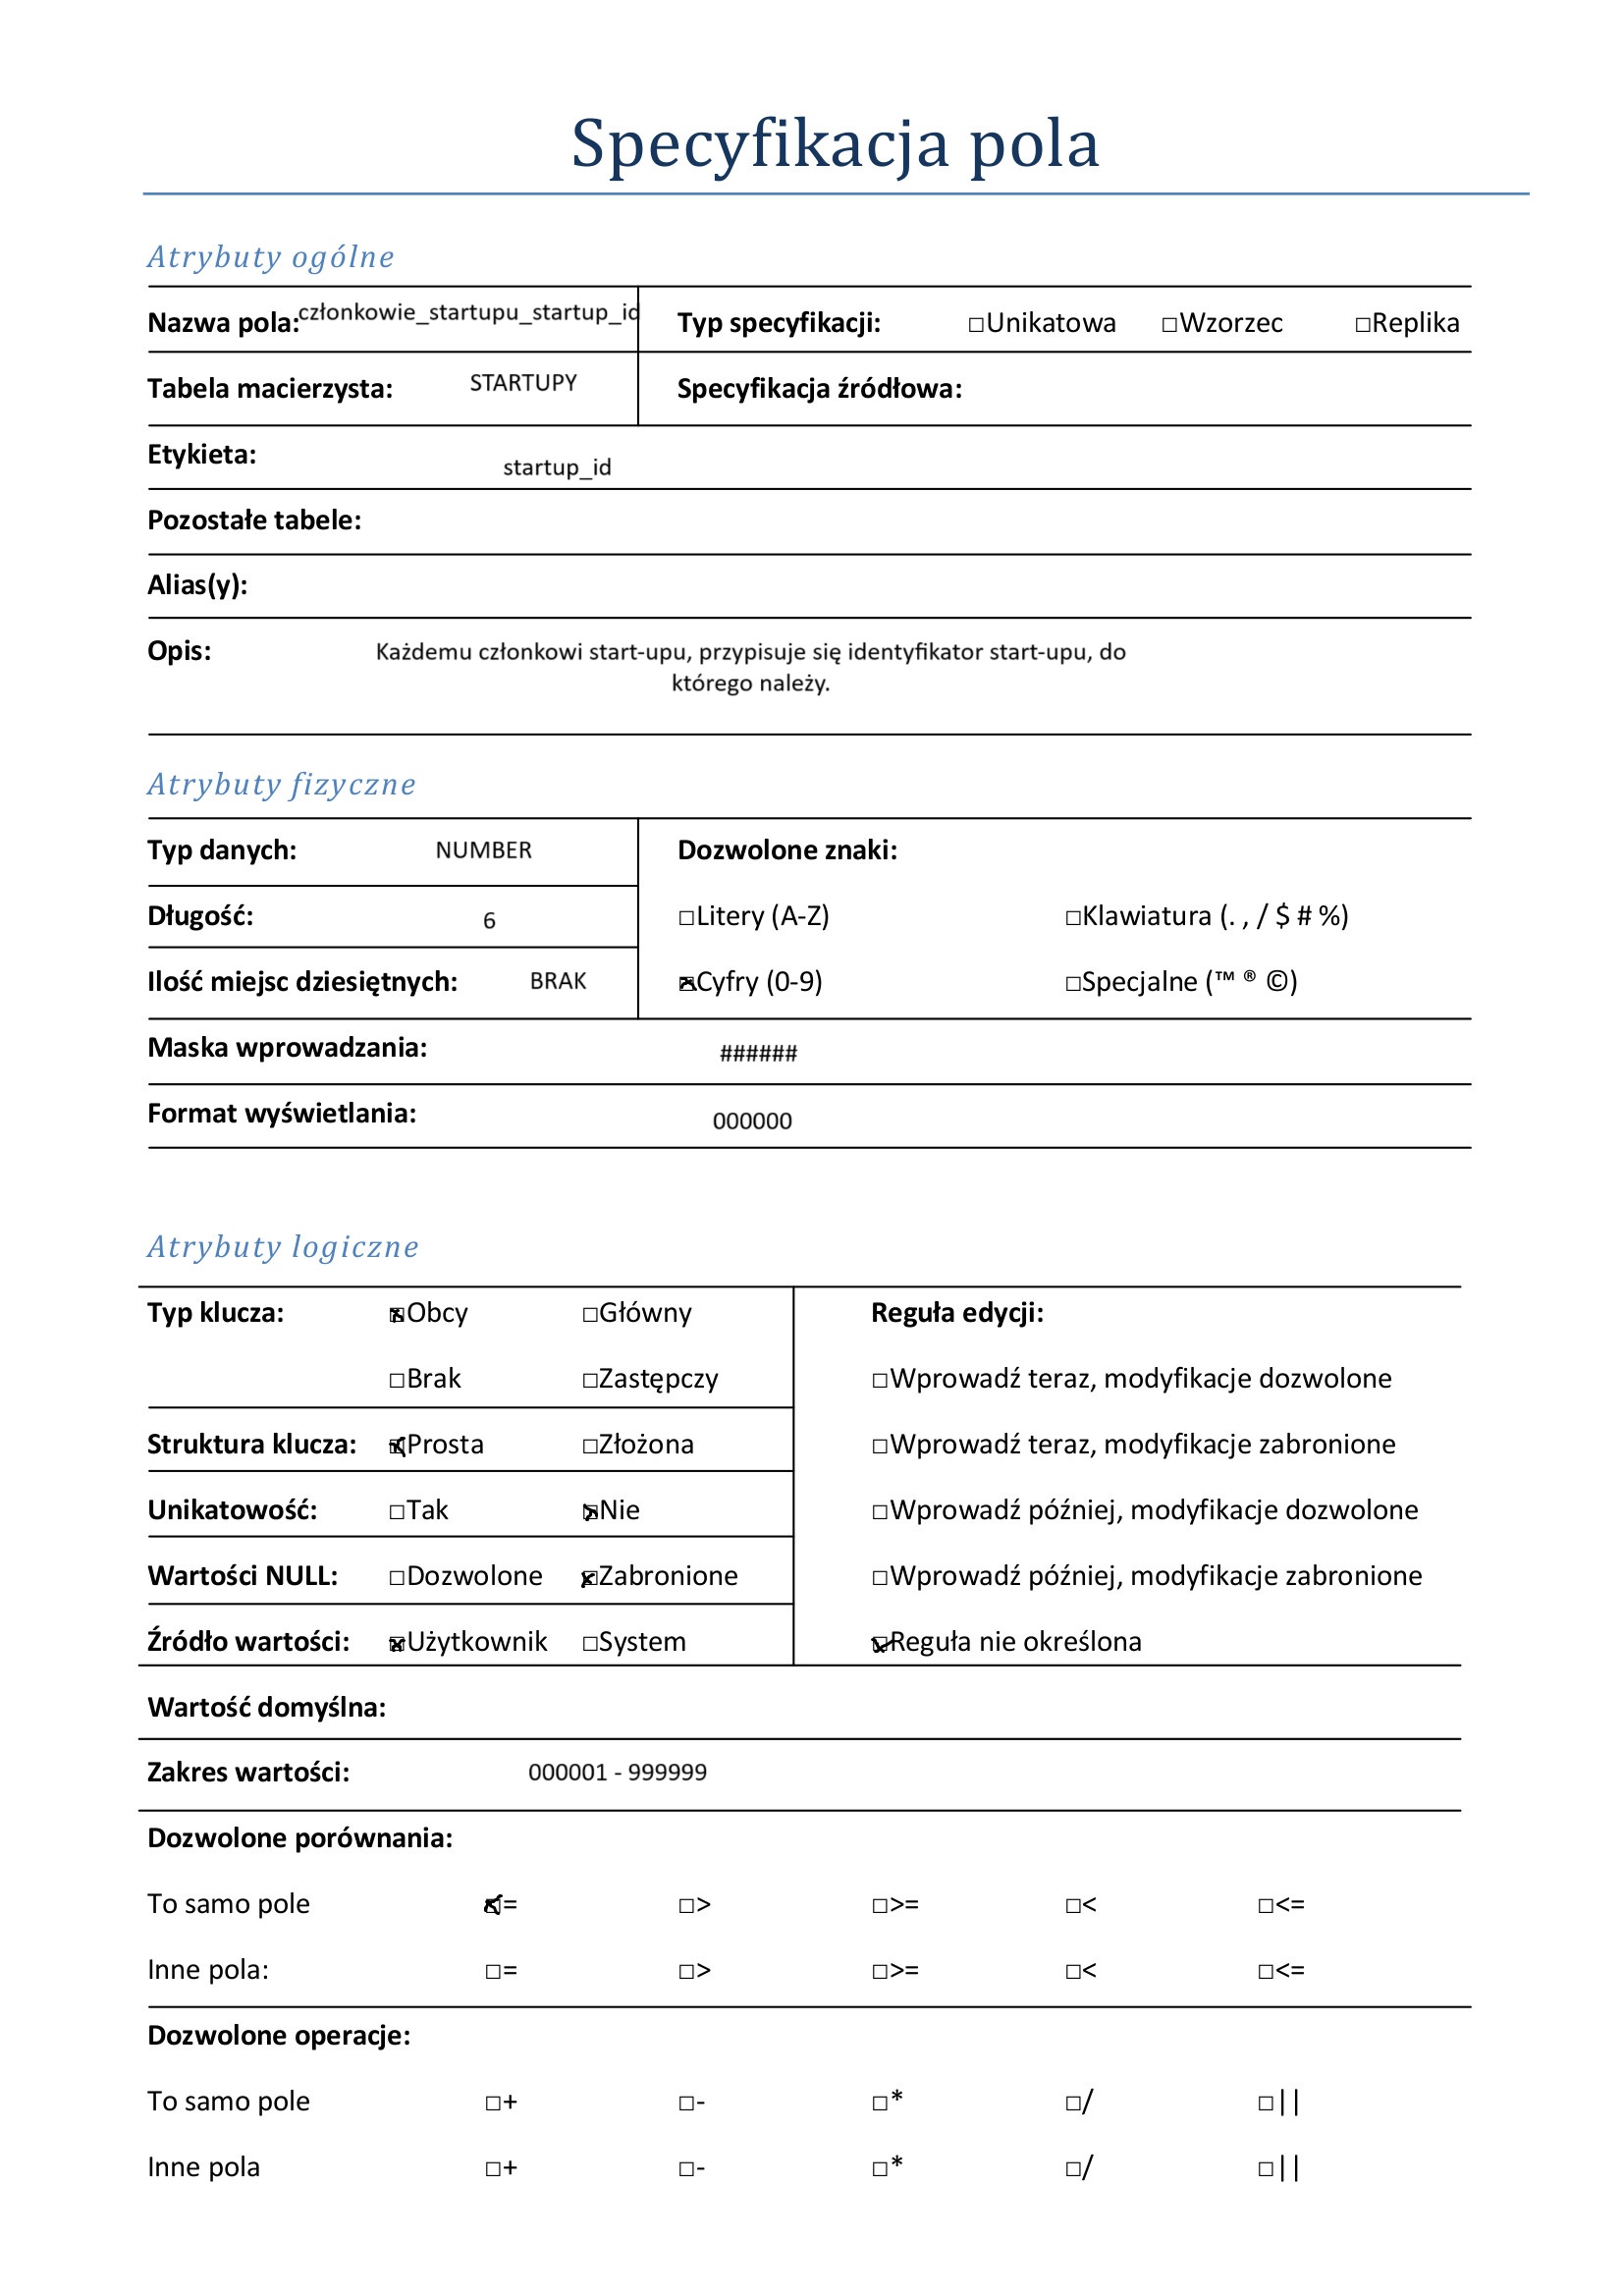 Specyfikacja pola
Atrybuty ogólne
Nazwa pola: członkowie_startupu_startup_id Typ specyfikacji: □Unikatowa □Wzorzec □Replika
Tabela macierzysta: STARTUPY Specyfikacja źródłowa:
Etykieta: startup_id
Pozostałe tabele:
Alias(y):
Opis: Każdemu członkowi start-upu, przypisuje się identyfikator start-upu, do
którego należy.
Atrybuty fizyczne
Typ danych: NUMBER Dozwolone znaki:
Długość: 6 □Litery (A-Z) □Klawiatura (. , / $ # %)
Ilość miejsc dziesiętnych: BRAK ☒Cyfry (0-9) □Specjalne (™ ® ©)
Maska wprowadzania: ######
Format wyświetlania: 000000
Atrybuty logiczne
Typ klucza: ☒Obcy □Główny Reguła edycji:
□Brak □Zastępczy □Wprowadź teraz, modyfikacje dozwolone
Struktura klucza: ☒Prosta □Złożona □Wprowadź teraz, modyfikacje zabronione
Unikatowość: □Tak ☒Nie □Wprowadź później, modyfikacje dozwolone
Wartości NULL: □Dozwolone ☒Zabronione □Wprowadź później, modyfikacje zabronione
Źródło wartości: ☒Użytkownik □System ☒Reguła nie określona
Wartość domyślna:
Zakres wartości: 000001 - 999999
Dozwolone porównania:
To samo pole ☒= □> □>= □< □<=
Inne pola: □= □> □>= □< □<=
Dozwolone operacje:
To samo pole □+ □- □* □/ □||
Inne pola □+ □- □* □/ □||